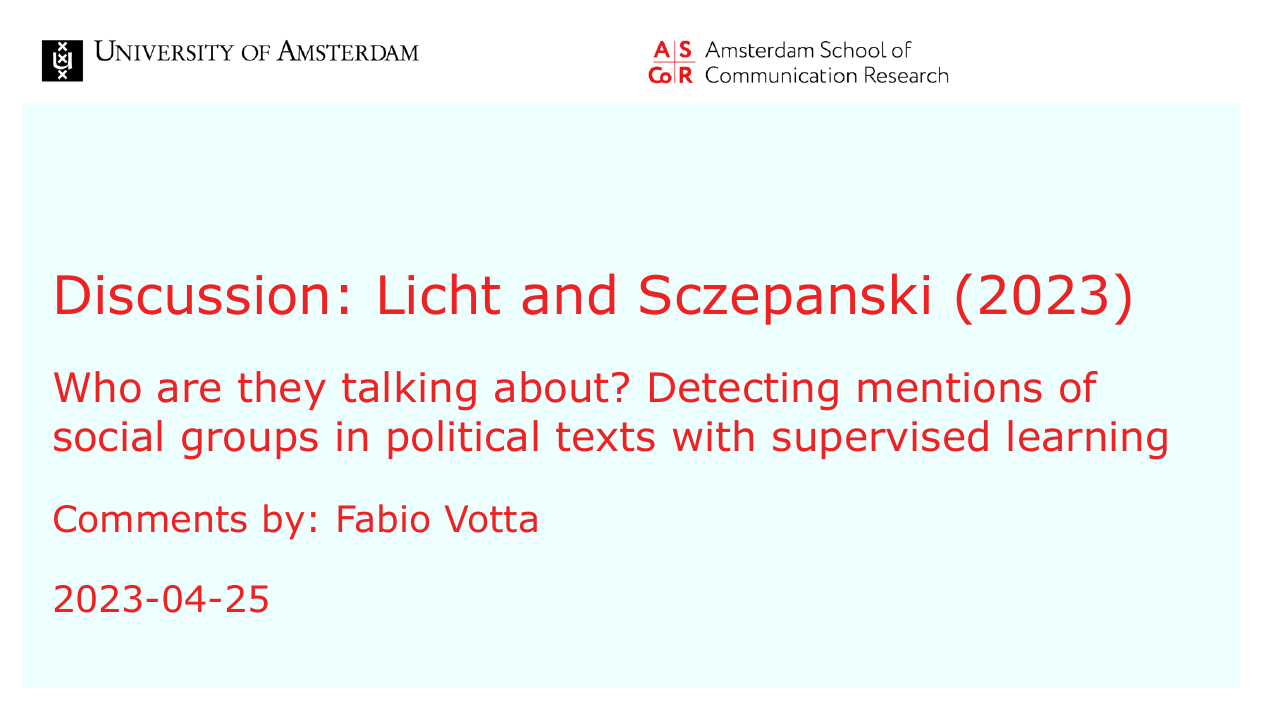 UNIVERSITY OF AMSTERDAM
A S
CO R
Amsterdam School of
Communication Research
Discussion: Licht and Sczepanski (2023)
Who are they talking about? Detecting mentions of
social groups in political texts with supervised learning
Comments by: Fabio Votta
2023-04-25